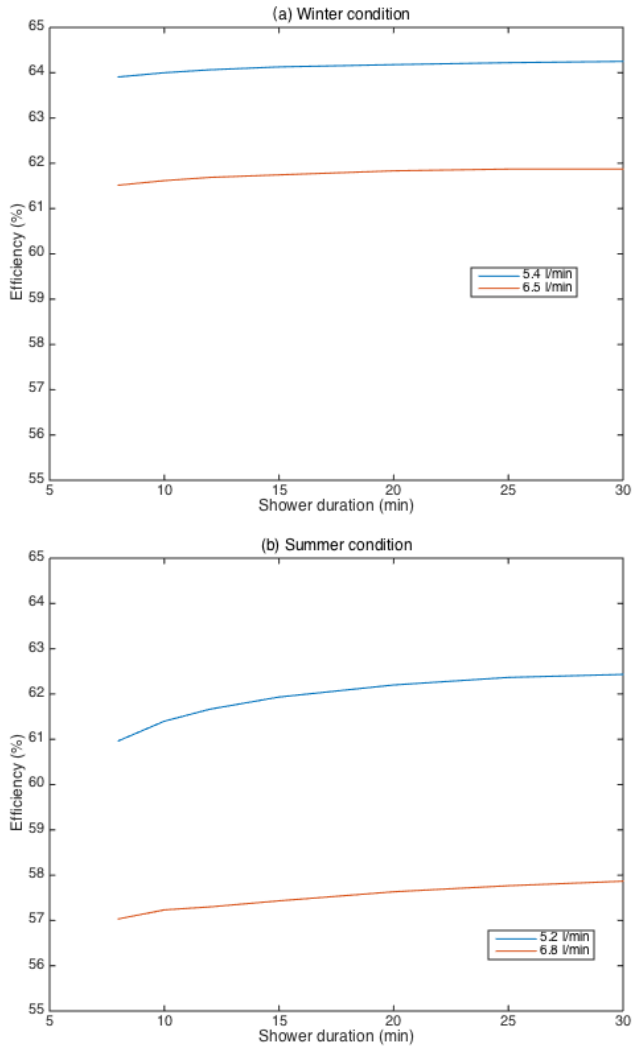 (a) Winter condition
65
64
63
62
61
60
59
58
57
56
55
Efficiency (%)
5.4 l/min
6.5 l/min
5 10 15 20 25 30
Shower duration (min)
(b) Summer condition
65
64
63
62
61
60
59
58
57
56
55
Efficiency (%)
5.2 l/min
6.8 l/min
5 10 15 20 25 30
Shower duration (min)